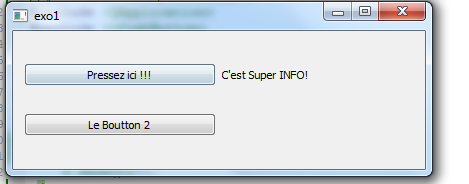 exo1
Pressez ici !!! C'est Super INFO!
Le Boutton 2